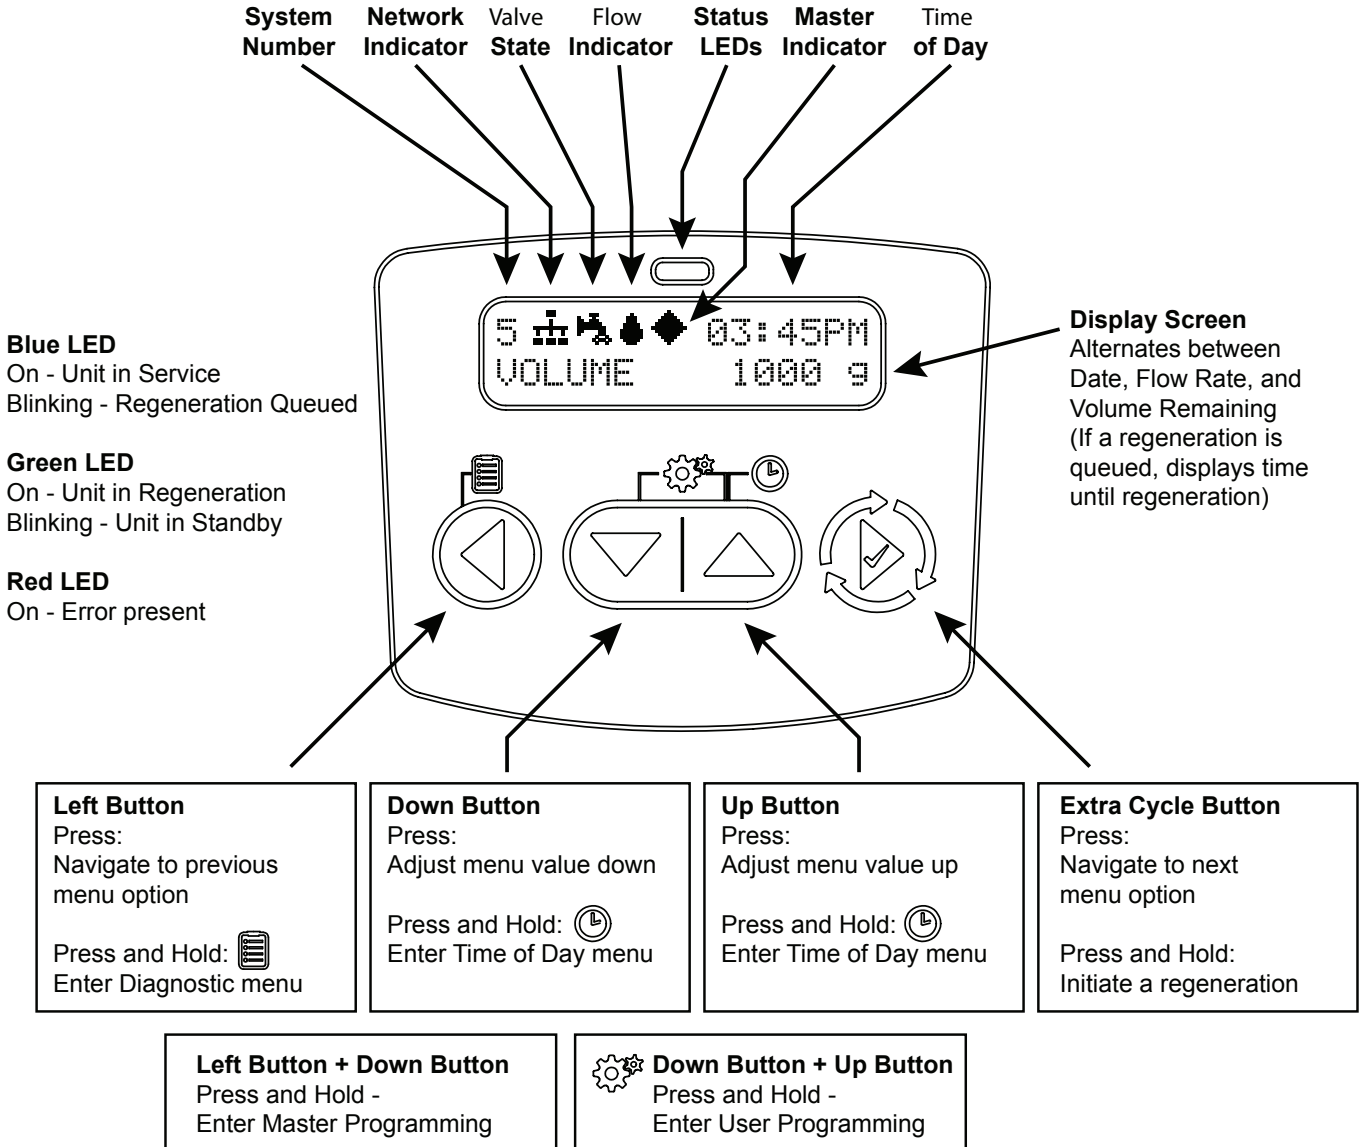 System Number
Network Indicator
Valve State
Flow Indicator
Status LEDs
Master Indicator
Time of Day
5 03:45PM
VOLUME 1000 g
Blue LED
On - Unit in Service
Blinking - Regeneration Queued
Green LED
On - Unit in Regeneration
Blinking - Unit in Standby
Red LED
On - Error present
Display Screen
Alternates between
Date, Flow Rate, and
Volume Remaining
(If a regeneration is
queued, displays time
until regeneration)
Left Button
Press:
Navigate to previous
menu option
Press and Hold:
Enter Diagnostic menu
Down Button
Press:
Adjust menu value down
Press and Hold:
Enter Time of Day menu
Up Button
Press:
Adjust menu value up
Press and Hold:
Enter Time of Day menu
Extra Cycle Button
Press:
Navigate to next
menu option
Press and Hold:
Initiate a regeneration
Left Button + Down Button
Press and Hold -
Enter Master Programming
Down Button + Up Button
Press and Hold -
Enter User Programming